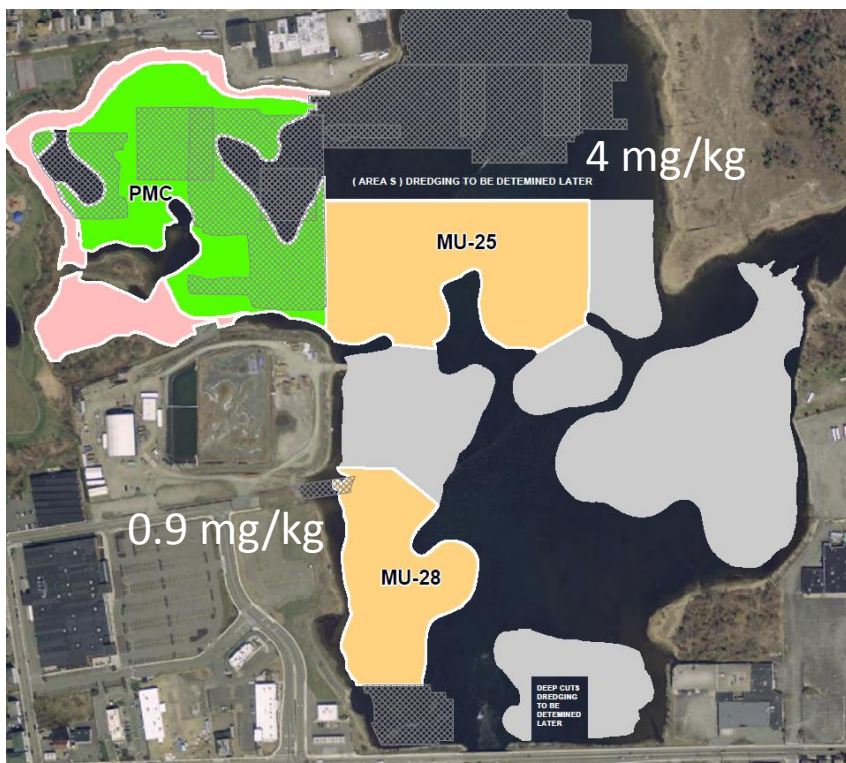 4 mg/kg
( AREA S ) DREDGING TO BE DETEMINED LATER
PMC
MU-25
0.9 mg/kg
MU-28
DEEP CUTS
DREDGING
TO BE
DETEMINED
LATER